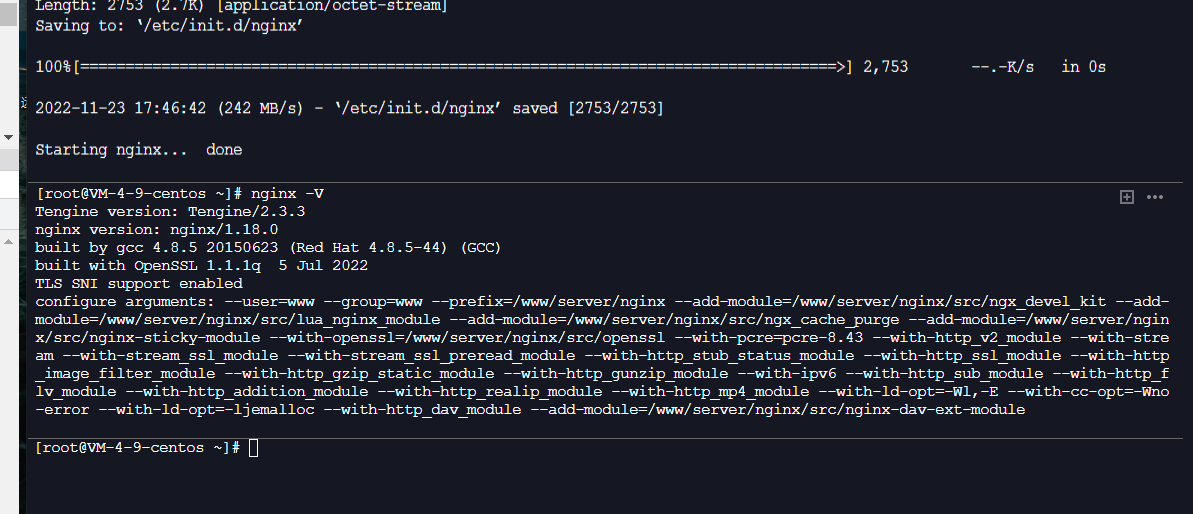 Length: 2753 (2.7K) [application/octet-stream]
Saving to: ‘/etc/init.d/nginx’
100%[=====================================================================================>] 2,753       --.-K/s   in 0s
2022-11-23 17:46:42 (242 MB/s) - ‘/etc/init.d/nginx’ saved [2753/2753]
Starting nginx...  done
[root@VM-4-9-centos ~]# nginx -V
Tengine version: Tengine/2.3.3
nginx version: nginx/1.18.0
built by gcc 4.8.5 20150623 (Red Hat 4.8.5-44) (GCC)
built with OpenSSL 1.1.1q  5 Jul 2022
TLS SNI support enabled
configure arguments: --user=www --group=www --prefix=/www/server/nginx --add-module=/www/server/nginx/src/ngx_devel_kit --add-
module=/www/server/nginx/src/lua_nginx_module --add-module=/www/server/nginx/src/ngx_cache_purge --add-module=/www/server/ngin
x/src/nginx-sticky-module --with-openssl=/www/server/nginx/src/openssl --with-pcre=pcre-8.43 --with-http_v2_module --with-stre
am --with-stream_ssl_module --with-stream_ssl_preread_module --with-http_stub_status_module --with-http_ssl_module --with-http
_image_filter_module --with-http_gzip_static_module --with-http_gunzip_module --with-ipv6 --with-http_sub_module --with-http_f
lv_module --with-http_addition_module --with-http_realip_module --with-http_mp4_module --with-ld-opt=-Wl,-E --with-cc-opt=-Wno
-error --with-ld-opt=-ljemalloc --with-http_dav_module --add-module=/www/server/nginx/src/nginx-dav-ext-module
[root@VM-4-9-centos ~]#